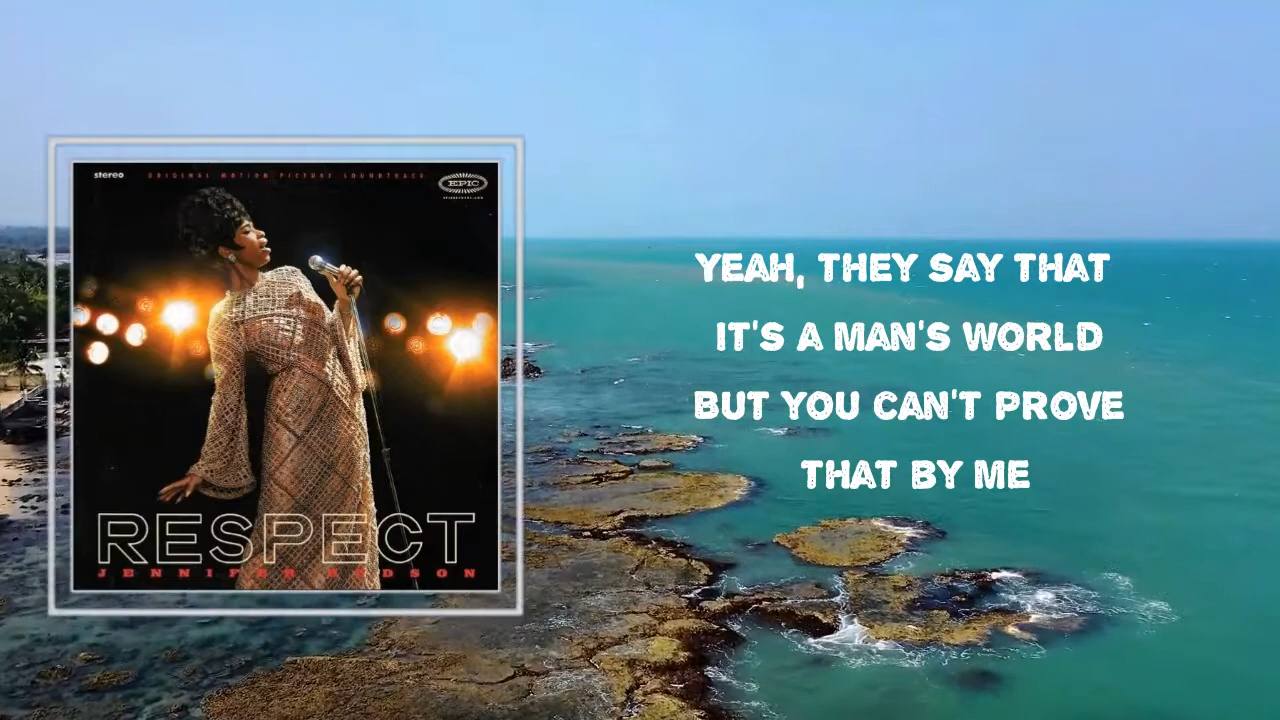 stereo
ORIGINAL MOTION PICTURE SOUNDTRACK
EPIC
RESPECT
JENNIFER HUDSON
YEAH, THEY SAY THAT
IT'S A MAN'S WORLD
BUT YOU CAN'T PROVE
THAT BY ME